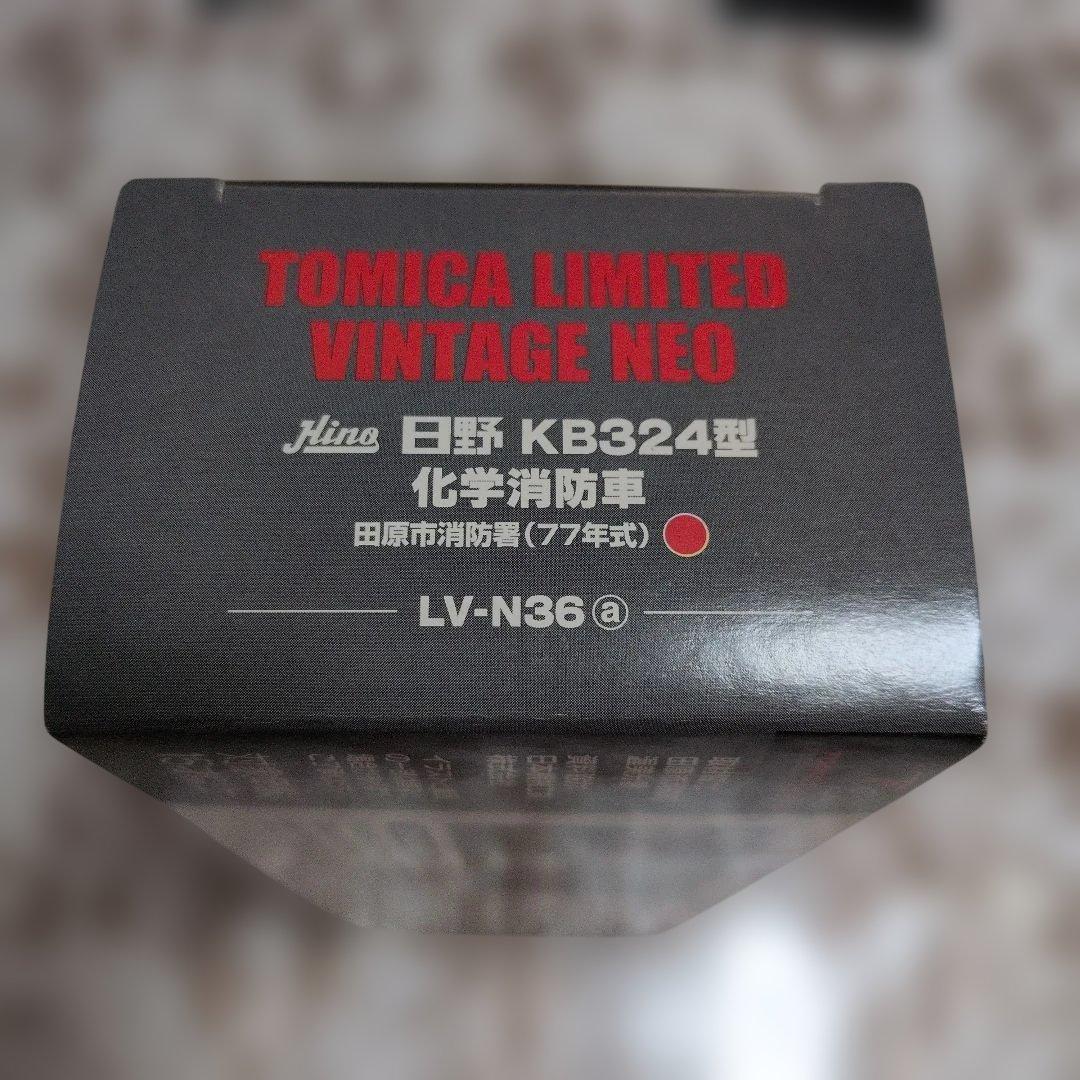 TOMICA LIMITED
VINTAGE NEO
Hino 日野 KB324型
化学消防車
田原市消防署(77年式)
LV-N36ⓐ